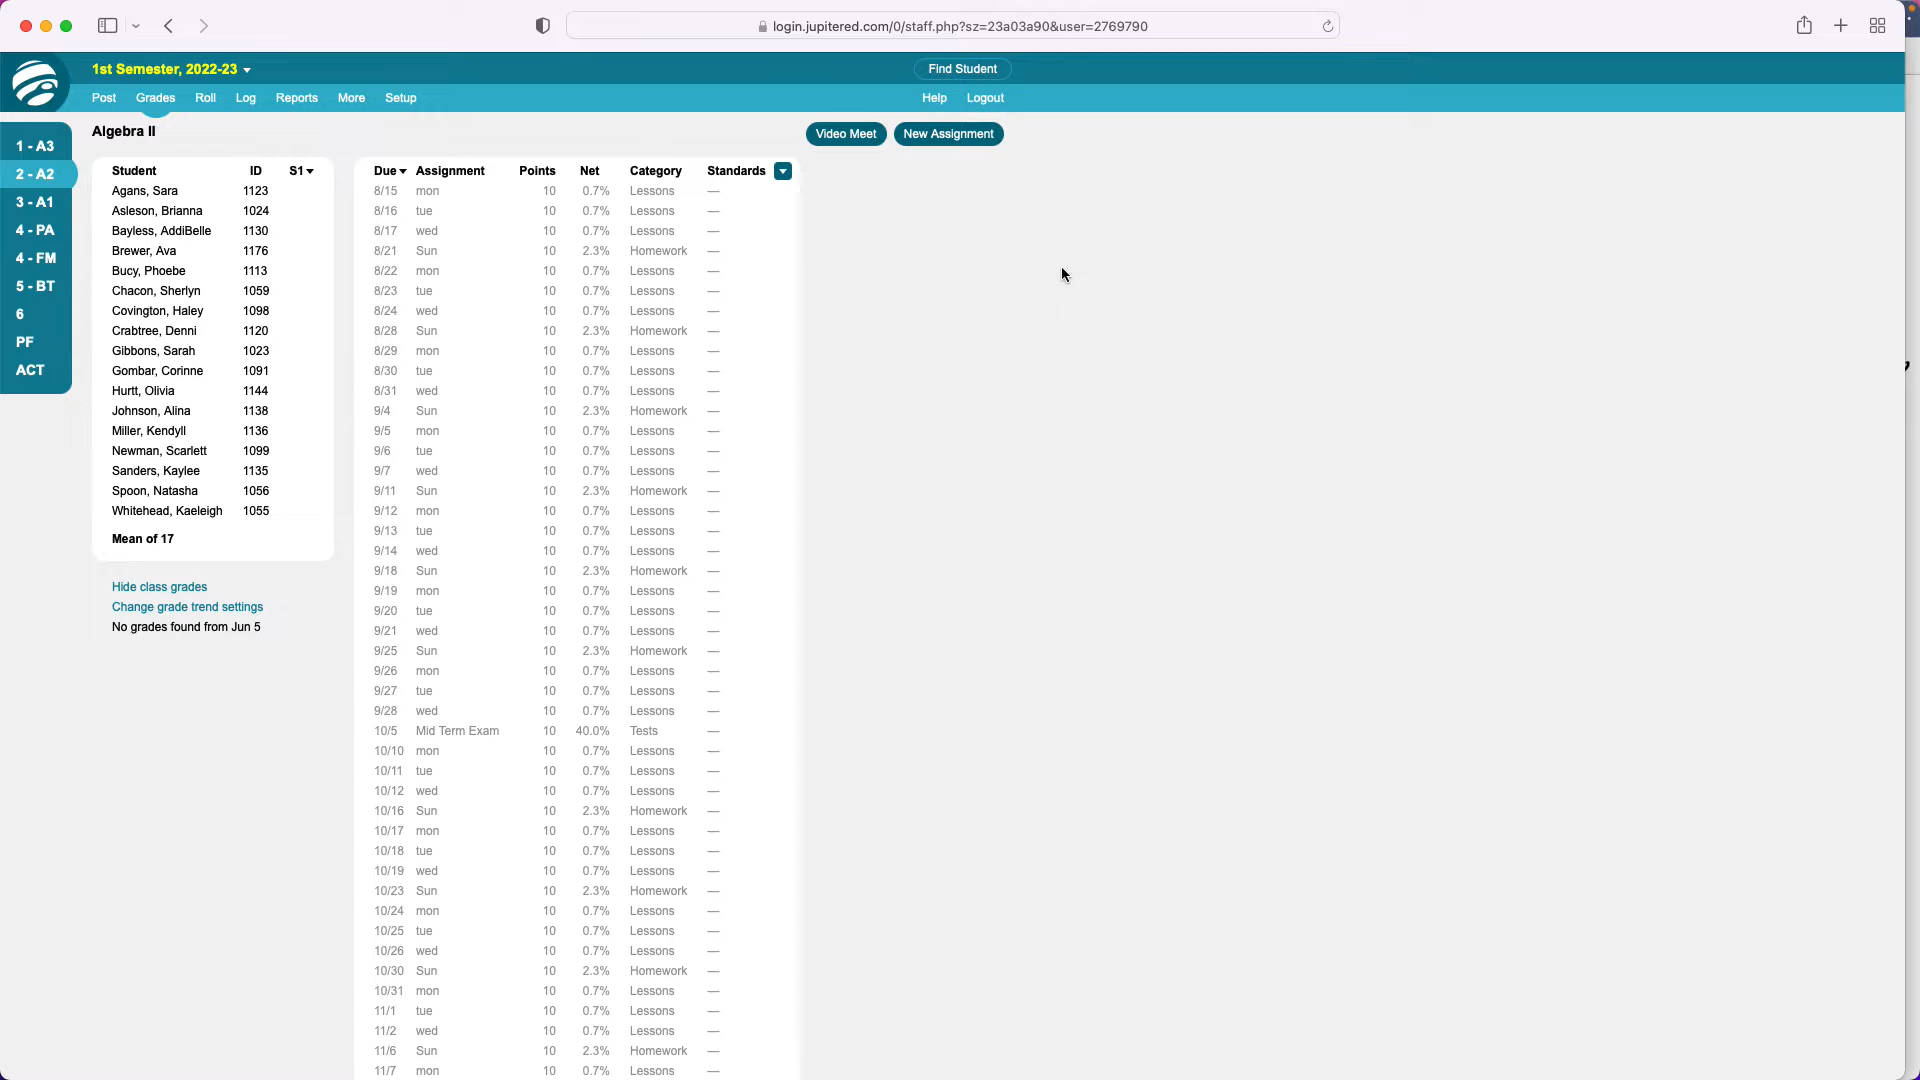 login.jupitered.com/0/staff.php?sz=23a03a90&user=2769790
1st Semester, 2022-23
Find Student
Post Grades Roll Log Reports More Setup Help Logout
Algebra II
Video Meet New Assignment
1 - A3
2 - A2
3 - A1
4 - PA
4 - FM
5 - BT
6
PF
ACT
Student ID S1
Agans, Sara 1123
Asleson, Brianna 1024
Bayless, AddiBelle 1130
Brewer, Ava 1176
Bucy, Phoebe 1113
Chacon, Sherlyn 1059
Covington, Haley 1098
Crabtree, Denni 1120
Gibbons, Sarah 1023
Gombar, Corinne 1091
Hurtt, Olivia 1144
Johnson, Alina 1138
Miller, Kendyll 1136
Newman, Scarlett 1099
Sanders, Kaylee 1135
Spoon, Natasha 1056
Whitehead, Kaeleigh 1055
Mean of 17
Hide class grades
Change grade trend settings
No grades found from Jun 5
Due Assignment Points Net Category Standards
8/15 mon 10 0.7% Lessons —
8/16 tue 10 0.7% Lessons —
8/17 wed 10 0.7% Lessons —
8/21 Sun 10 2.3% Homework —
8/22 mon 10 0.7% Lessons —
8/23 tue 10 0.7% Lessons —
8/24 wed 10 0.7% Lessons —
8/28 Sun 10 2.3% Homework —
8/29 mon 10 0.7% Lessons —
8/30 tue 10 0.7% Lessons —
8/31 wed 10 0.7% Lessons —
9/4 Sun 10 2.3% Homework —
9/5 mon 10 0.7% Lessons —
9/6 tue 10 0.7% Lessons —
9/7 wed 10 0.7% Lessons —
9/11 Sun 10 2.3% Homework —
9/12 mon 10 0.7% Lessons —
9/13 tue 10 0.7% Lessons —
9/14 wed 10 0.7% Lessons —
9/18 Sun 10 2.3% Homework —
9/19 mon 10 0.7% Lessons —
9/20 tue 10 0.7% Lessons —
9/21 wed 10 0.7% Lessons —
9/25 Sun 10 2.3% Homework —
9/26 mon 10 0.7% Lessons —
9/27 tue 10 0.7% Lessons —
9/28 wed 10 0.7% Lessons —
10/5 Mid Term Exam 10 40.0% Tests —
10/10 mon 10 0.7% Lessons —
10/11 tue 10 0.7% Lessons —
10/12 wed 10 0.7% Lessons —
10/16 Sun 10 2.3% Homework —
10/17 mon 10 0.7% Lessons —
10/18 tue 10 0.7% Lessons —
10/19 wed 10 0.7% Lessons —
10/23 Sun 10 2.3% Homework —
10/24 mon 10 0.7% Lessons —
10/25 tue 10 0.7% Lessons —
10/26 wed 10 0.7% Lessons —
10/30 Sun 10 2.3% Homework —
10/31 mon 10 0.7% Lessons —
11/1 tue 10 0.7% Lessons —
11/2 wed 10 0.7% Lessons —
11/6 Sun 10 2.3% Homework —
11/7 mon 10 0.7% Lessons —